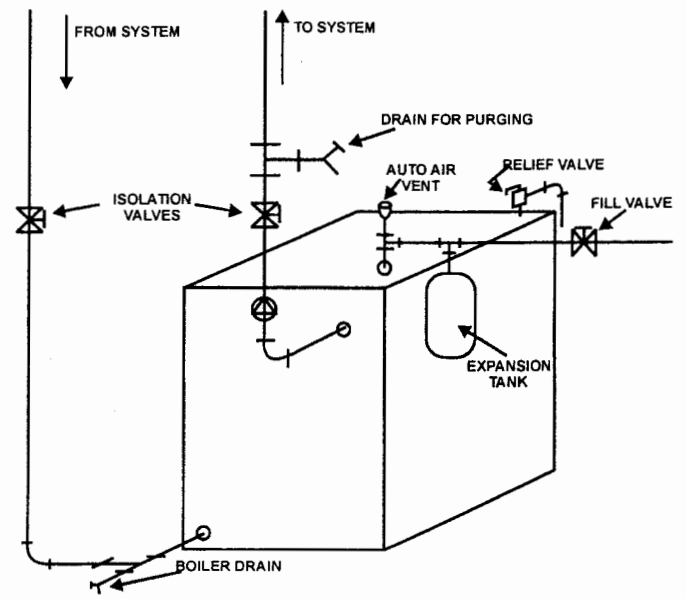 FROM SYSTEM
TO SYSTEM
DRAIN FOR PURGING
AUTO AIR
VENT
RELIEF VALVE
ISOLATION
VALVES
FILL VALVE
EXPANSION
TANK
BOILER DRAIN